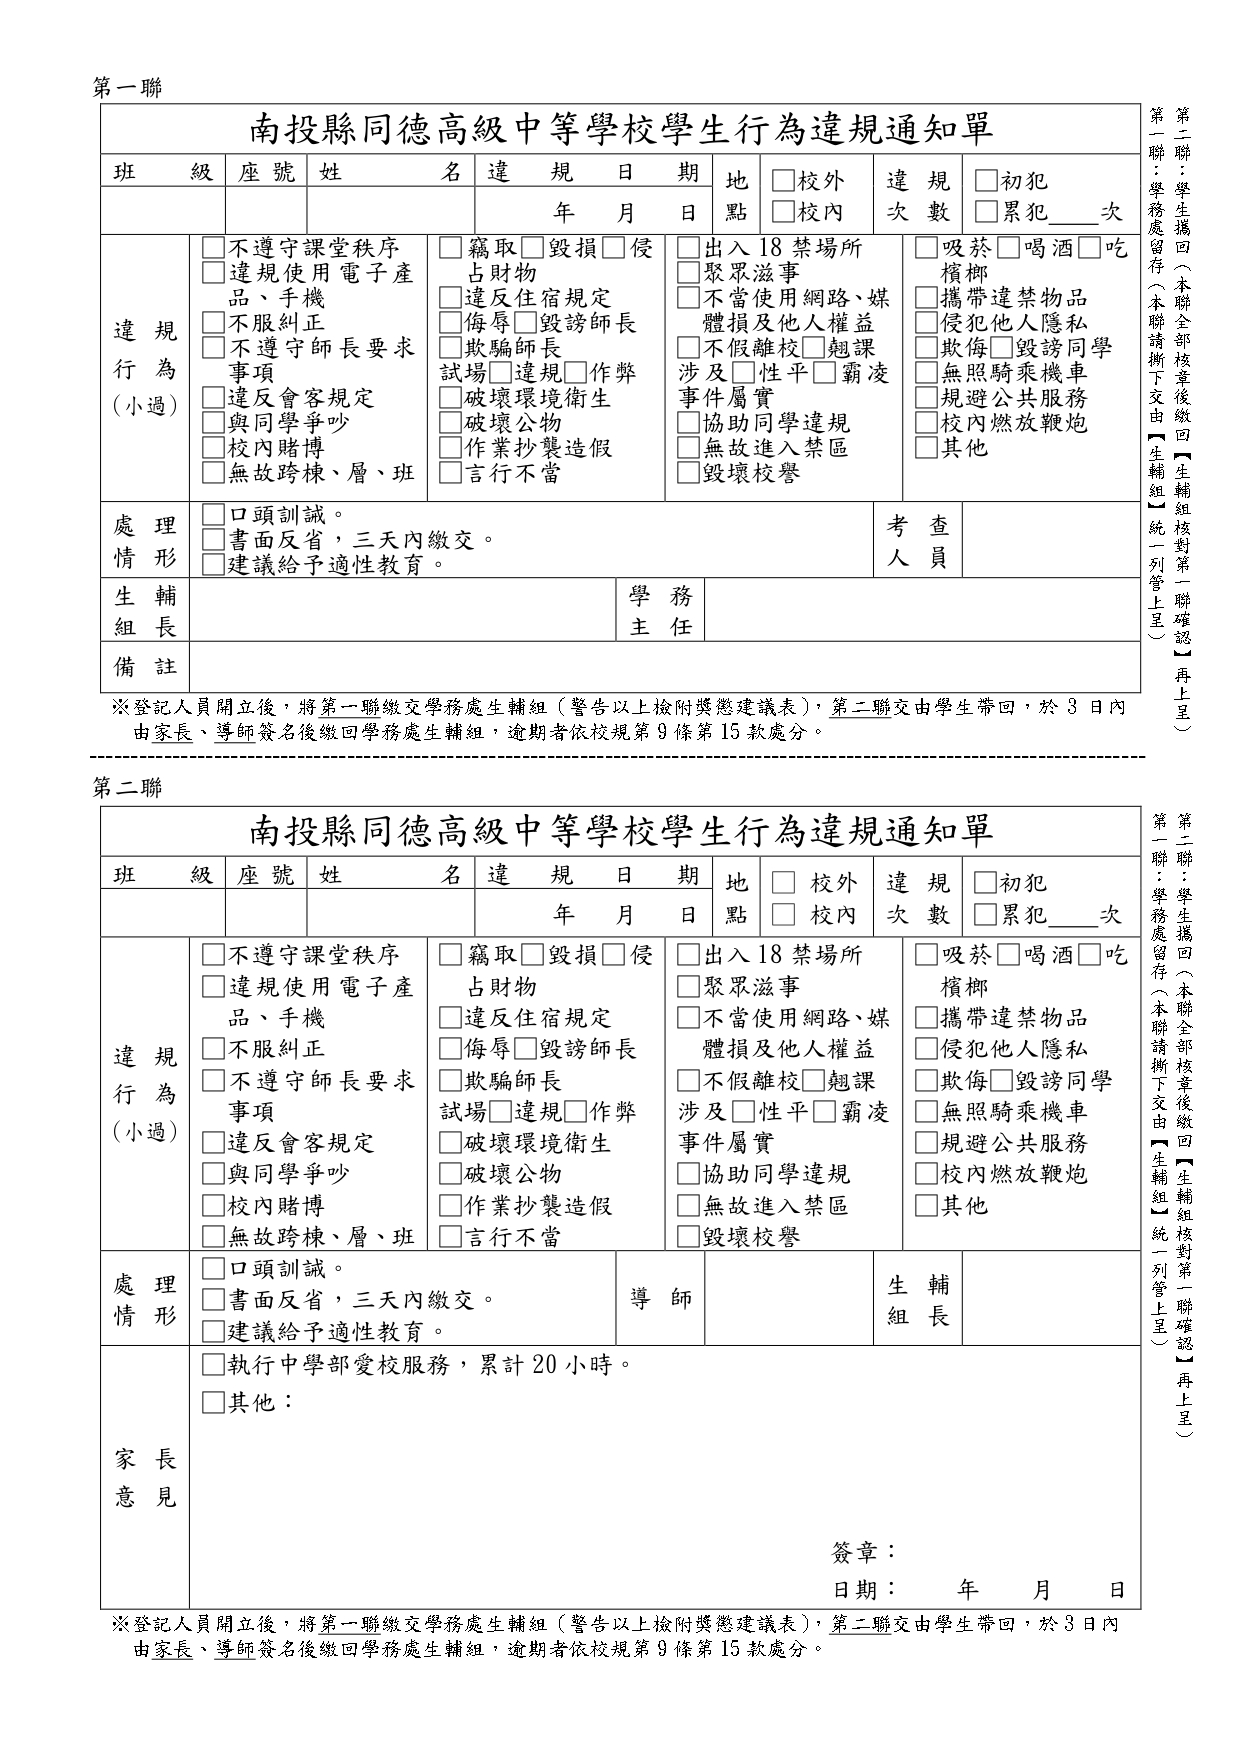 第一聯
南投縣同德高級中等學校學生行為違規通知單
班 級 座號 姓 名 違 規 日 期 地 □校外 違 規 □初犯
年 月 日 點 □校內 次 數 □累犯____次
違 規
行 為
(小過)
□不遵守課堂秩序
□違規使用電子產
品、手機
□不服糾正
□不遵守師長要求
事項
□違反會客規定
□與同學爭吵
□校內賭博
□無故跨棟、層、班
□竊取□毀損□侵
占財物
□違反住宿規定
□侮辱□毀謗師長
□欺騙師長
試場□違規□作弊
□破壞環境衛生
□破壞公物
□作業抄襲造假
□言行不當
□出入 18 禁場所
□聚眾滋事
□不當使用網路、媒
體損及他人權益
□不假離校□翹課
涉及□性平□霸凌
事件屬實
□協助同學違規
□無故進入禁區
□毀壞校譽
□吸菸□喝酒□吃
檳榔
□攜帶違禁物品
□侵犯他人隱私
□欺侮□毀謗同學
□無照騎乘機車
□規避公共服務
□校內燃放鞭炮
□其他
處 理
情 形
□口頭訓誡。
□書面反省，三天內繳交。
□建議給予適性教育。
考 查
人 員
生 輔
組 長
學 務
主 任
備 註
※登記人員開立後，將第一聯繳交學務處生輔組（警告以上檢附獎懲建議表），第二聯交由學生帶回，於 3 日內
由家長、導師簽名後繳回學務處生輔組，逾期者依校規第 9 條第 15 款處分。
第二聯：學生攜回（本聯全部核章後繳回【生輔組核對第一聯確認】再上呈）
第一聯：學務處留存（本聯請撕下交由【生輔組】統一列管上呈）
第二聯
南投縣同德高級中等學校學生行為違規通知單
班 級 座號 姓 名 違 規 日 期 地 □ 校外 違 規 □初犯
年 月 日 點 □ 校內 次 數 □累犯____次
違 規
行 為
(小過)
□不遵守課堂秩序
□違規使用電子產
品、手機
□不服糾正
□不遵守師長要求
事項
□違反會客規定
□與同學爭吵
□校內賭博
□無故跨棟、層、班
□竊取□毀損□侵
占財物
□違反住宿規定
□侮辱□毀謗師長
□欺騙師長
試場□違規□作弊
□破壞環境衛生
□破壞公物
□作業抄襲造假
□言行不當
□出入 18 禁場所
□聚眾滋事
□不當使用網路、媒
體損及他人權益
□不假離校□翹課
涉及□性平□霸凌
事件屬實
□協助同學違規
□無故進入禁區
□毀壞校譽
□吸菸□喝酒□吃
檳榔
□攜帶違禁物品
□侵犯他人隱私
□欺侮□毀謗同學
□無照騎乘機車
□規避公共服務
□校內燃放鞭炮
□其他
處 理
情 形
□口頭訓誡。
□書面反省，三天內繳交。
□建議給予適性教育。
導 師
生 輔
組 長
家 長
意 見
□執行中學部愛校服務，累計 20 小時。
□其他：
簽章：
日期： 年 月 日
※登記人員開立後，將第一聯繳交學務處生輔組（警告以上檢附獎懲建議表），第二聯交由學生帶回，於 3 日內
由家長、導師簽名後繳回學務處生輔組，逾期者依校規第 9 條第 15 款處分。
第二聯：學生攜回（本聯全部核章後繳回【生輔組核對第一聯確認】再上呈）
第一聯：學務處留存（本聯請撕下交由【生輔組】統一列管上呈）